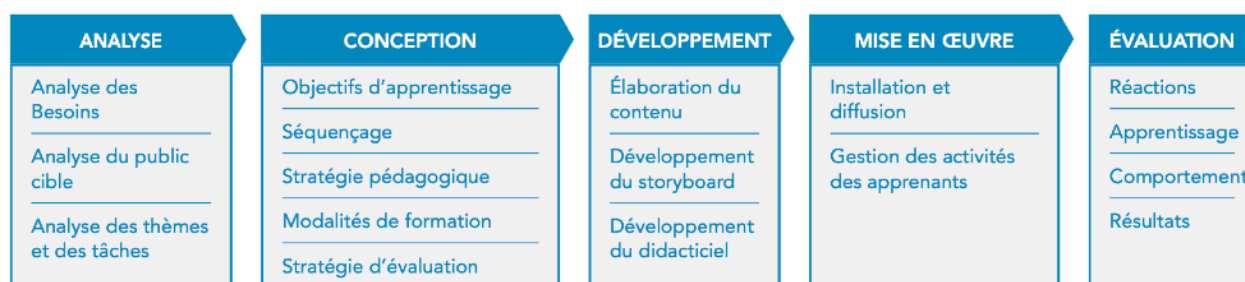 ANALYSE
Analyse des
Besoins
Analyse du public
cible
Analyse des thèmes
et des tâches
CONCEPTION
Objectifs d'apprentissage
Séquençage
Stratégie pédagogique
Modalités de formation
Stratégie d'évaluation
DÉVELOPPEMENT
Élaboration du
contenu
Développement
du storyboard
Développement
du didacticiel
MISE EN ŒUVRE
Installation et
diffusion
Gestion des activités
des apprenants
ÉVALUATION
Réactions
Apprentissage
Comportement
Résultats